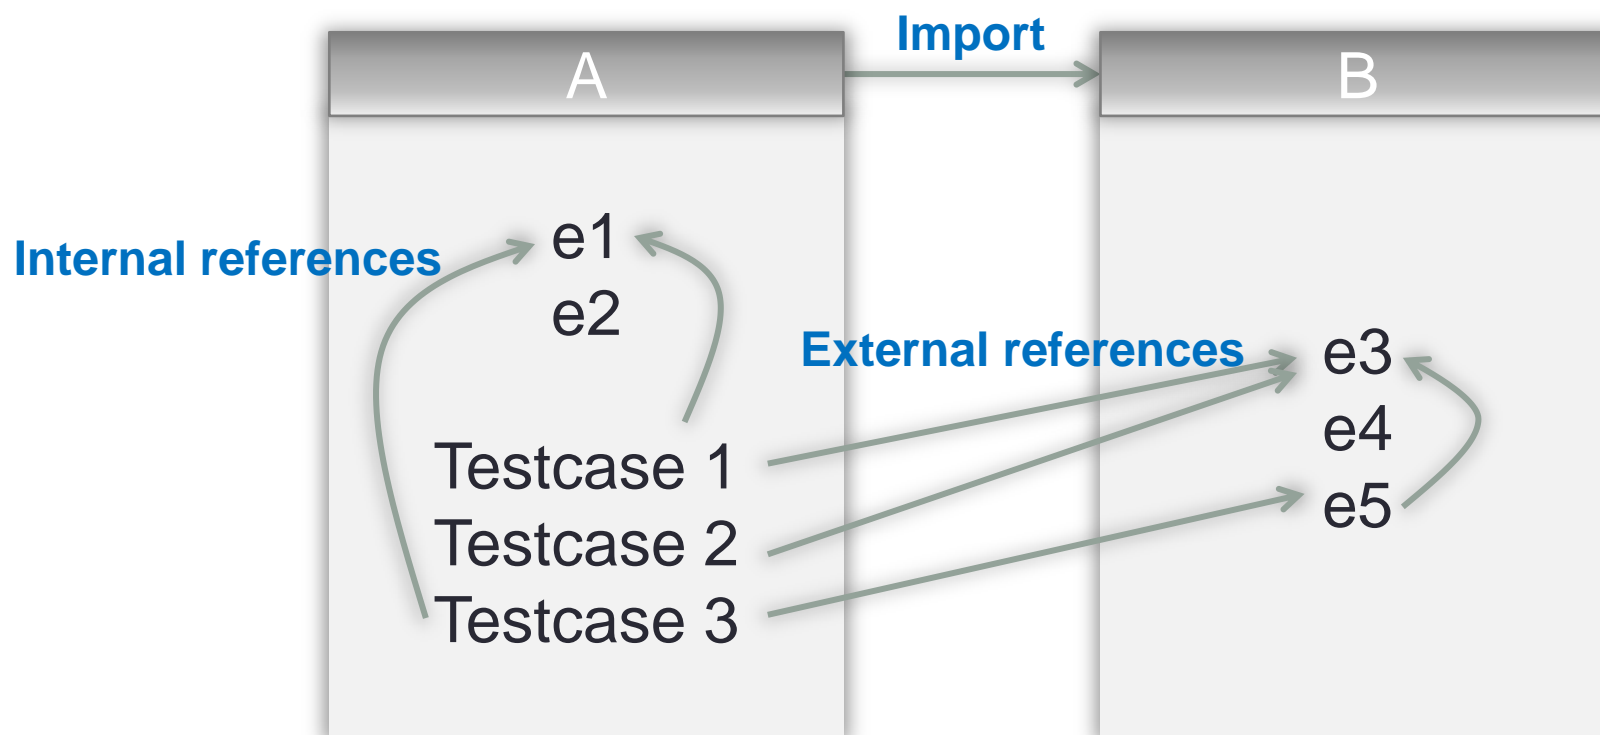 Import
A
B
e1
Internal references
e2
External references
e3
e4
Testcase 1
e5
Testcase 2
Testcase 3